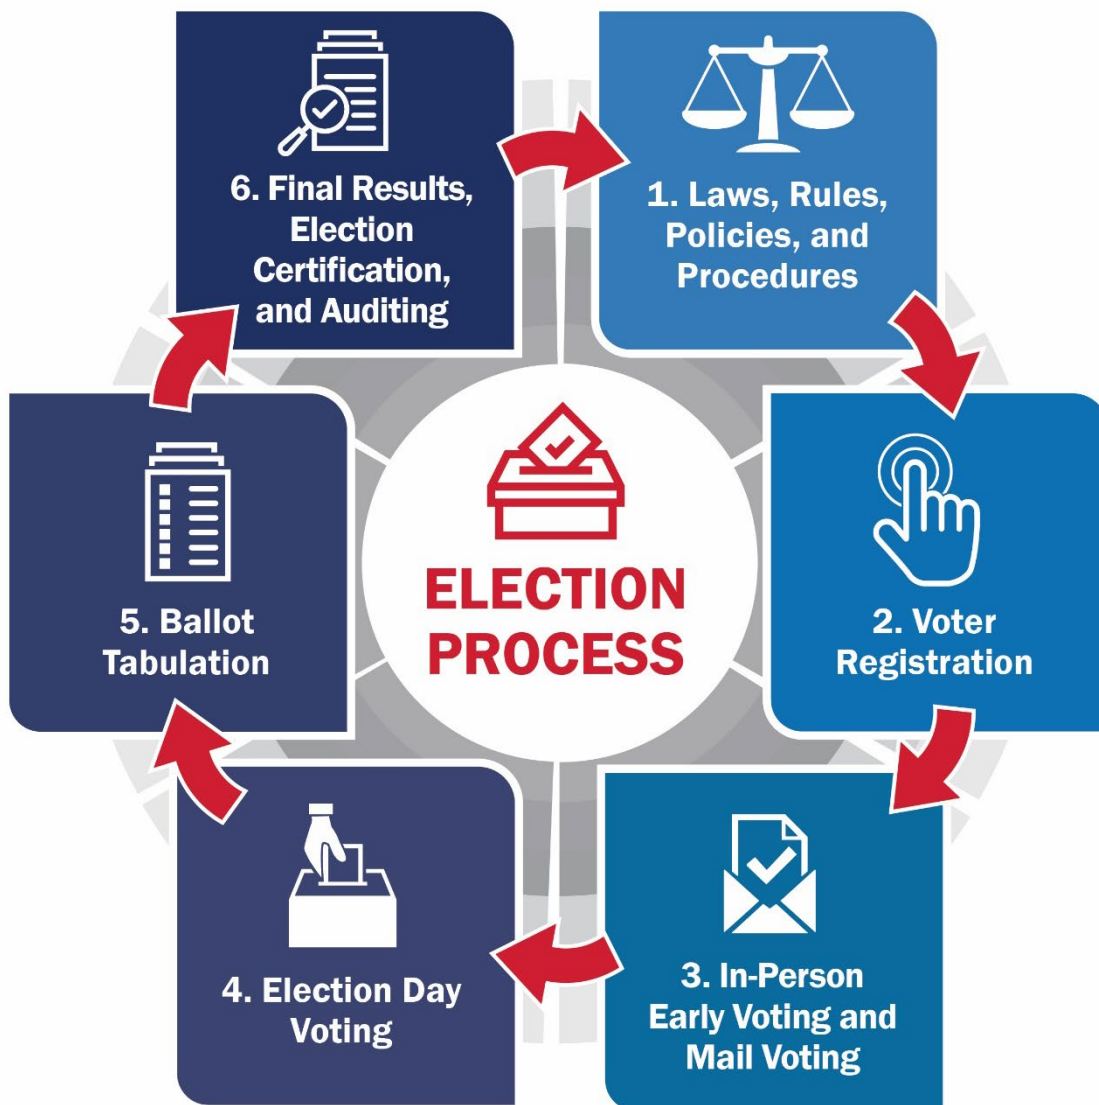 ELECTION
PROCESS
1. Laws, Rules,
Policies, and
Procedures
2. Voter
Registration
3. In-Person
Early Voting and
Mail Voting
4. Election Day
Voting
5. Ballot
Tabulation
6. Final Results,
Election
Certification,
and Auditing